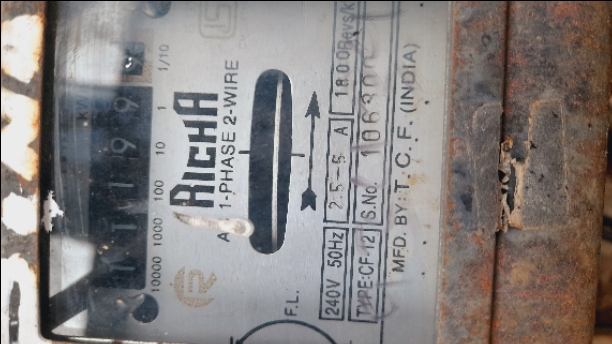 1/10
10000 1000 100 10 1
RICHA
1-PHASE 2-WIRE
F.L.
240V 50Hz 2.5-5 A 1800Revs/k
TYPE:CF-12 S.No.
MFD. BY: T. C. F. (INDIA)